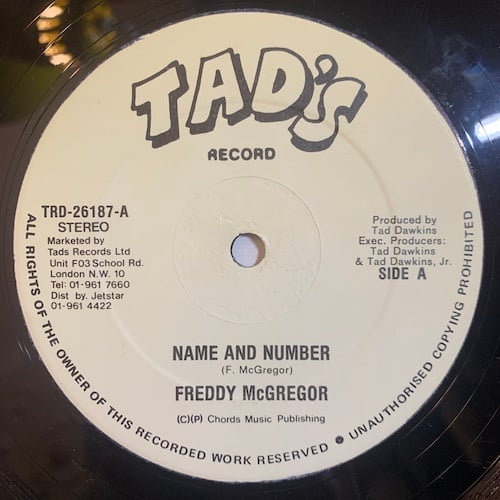 TAD'S
RECORD
TRD-26187-A
STEREO
Marketed by
Tads Records Ltd
Unit F03 School Rd.
London N.W. 10
Tel: 01-961 7660
Dist by. Jetstar
01-961 4422
Produced by
Tad Dawkins
Exec. Producers:
Tad Dawkins
& Tad Dawkins, Jr.
SIDE A
NAME AND NUMBER
(F. McGregor)
FREDDY McGREGOR
(C)(P) Chords Music Publishing
ALL RIGHTS OF THE OWNER OF THIS RECORDED WORK RESERVED • UNAUTHORISED COPYING PROHIBITED